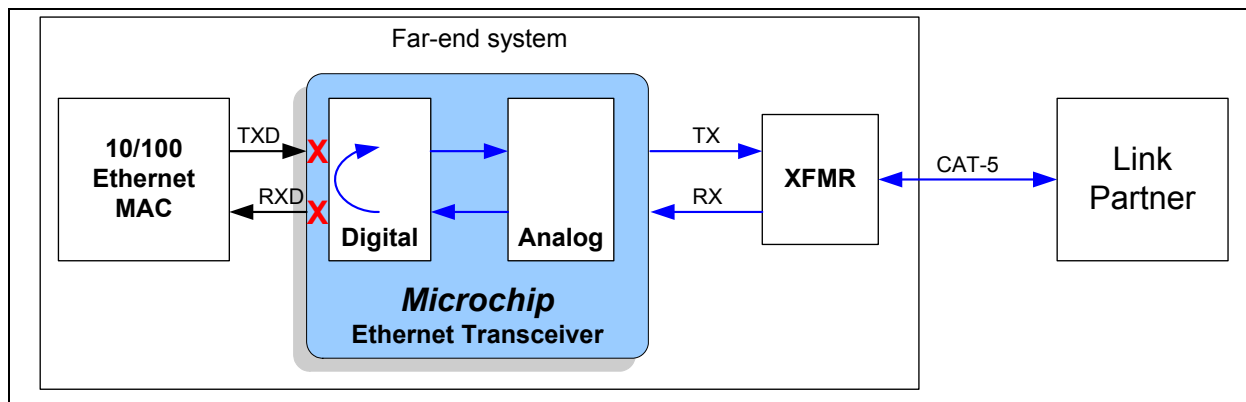 Far-end system
10/100
Ethernet
MAC
TXD
RXD
X
X
Digital
Analog
Microchip
Ethernet Transceiver
TX
RX
XFMR
CAT-5
Link
Partner